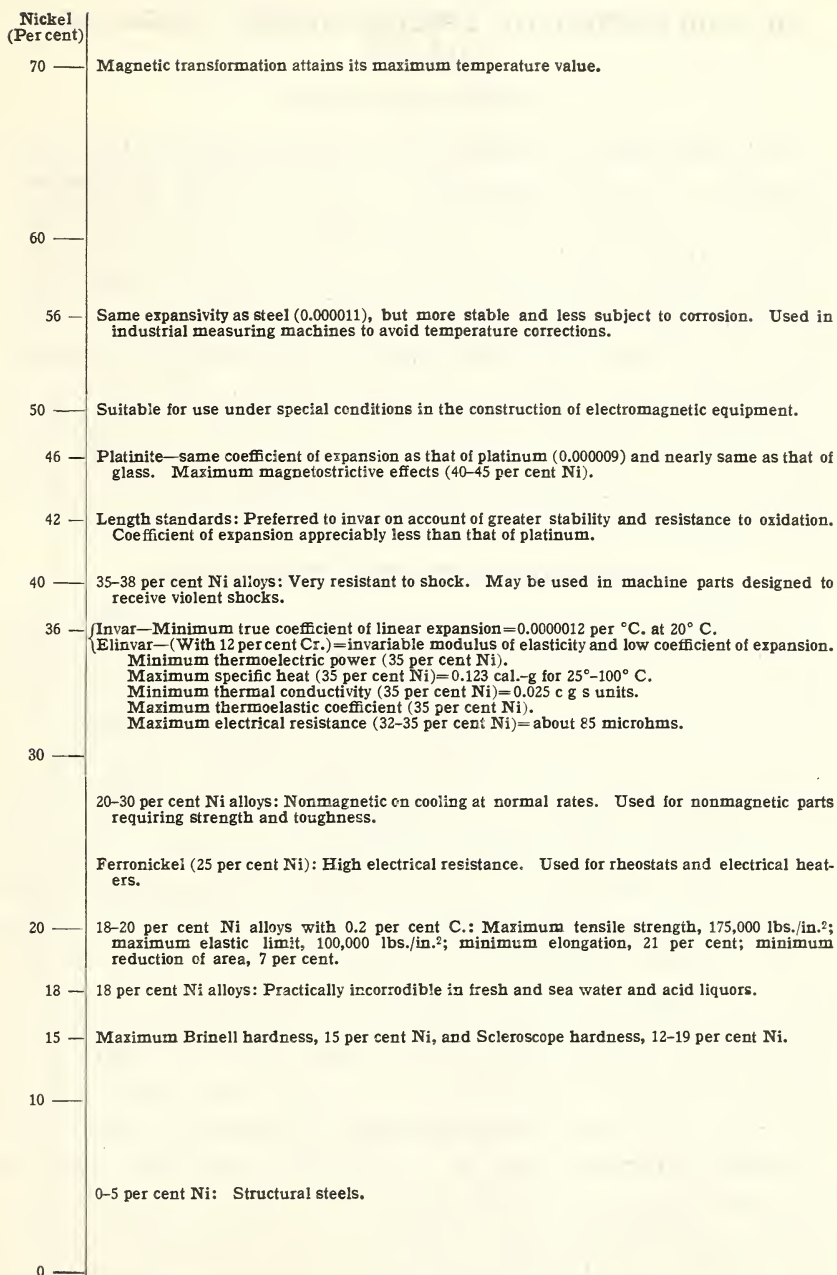 Nickel
(Per cent)
70 — Magnetic transformation attains its maximum temperature value.
60 —
56 — Same expansivity as steel (0.000011), but more stable and less subject to corrosion. Used in
industrial measuring machines to avoid temperature corrections.
50 — Suitable for use under special conditions in the construction of electromagnetic equipment.
46 — Platinite—same coefficient of expansion as that of platinum (0.000009) and nearly same as that of
glass. Maximum magnetostrictive effects (40–45 per cent Ni).
42 — Length standards: Preferred to invar on account of greater stability and resistance to oxidation.
Coefficient of expansion appreciably less than that of platinum.
40 — 35–38 per cent Ni alloys: Very resistant to shock. May be used in machine parts designed to
receive violent shocks.
36 — Invar—Minimum true coefficient of linear expansion=0.0000012 per °C. at 20° C.
Elinvar—(With 12 per cent Cr.)=invariable modulus of elasticity and low coefficient of expansion.
Minimum thermoelectric power (35 per cent Ni).
Maximum specific heat (35 per cent Ni)=0.123 cal.-g for 25°–100° C.
Minimum thermal conductivity (35 per cent Ni)=0.025 c g s units.
Maximum thermoelastic coefficient (35 per cent Ni).
Maximum electrical resistance (32–35 per cent Ni)=about 85 microhms.
30 —
20–30 per cent Ni alloys: Nonmagnetic on cooling at normal rates. Used for nonmagnetic parts
requiring strength and toughness.
Ferronickel (25 per cent Ni): High electrical resistance. Used for rheostats and electrical heat-
ers.
20 — 18–20 per cent Ni alloys with 0.2 per cent C.: Maximum tensile strength, 175,000 lbs./in.²;
maximum elastic limit, 100,000 lbs./in.²; minimum elongation, 21 per cent; minimum
reduction of area, 7 per cent.
18 — 18 per cent Ni alloys: Practically incorrodible in fresh and sea water and acid liquors.
15 — Maximum Brinell hardness, 15 per cent Ni, and Scleroscope hardness, 12–19 per cent Ni.
10 —
0–5 per cent Ni: Structural steels.
0 —